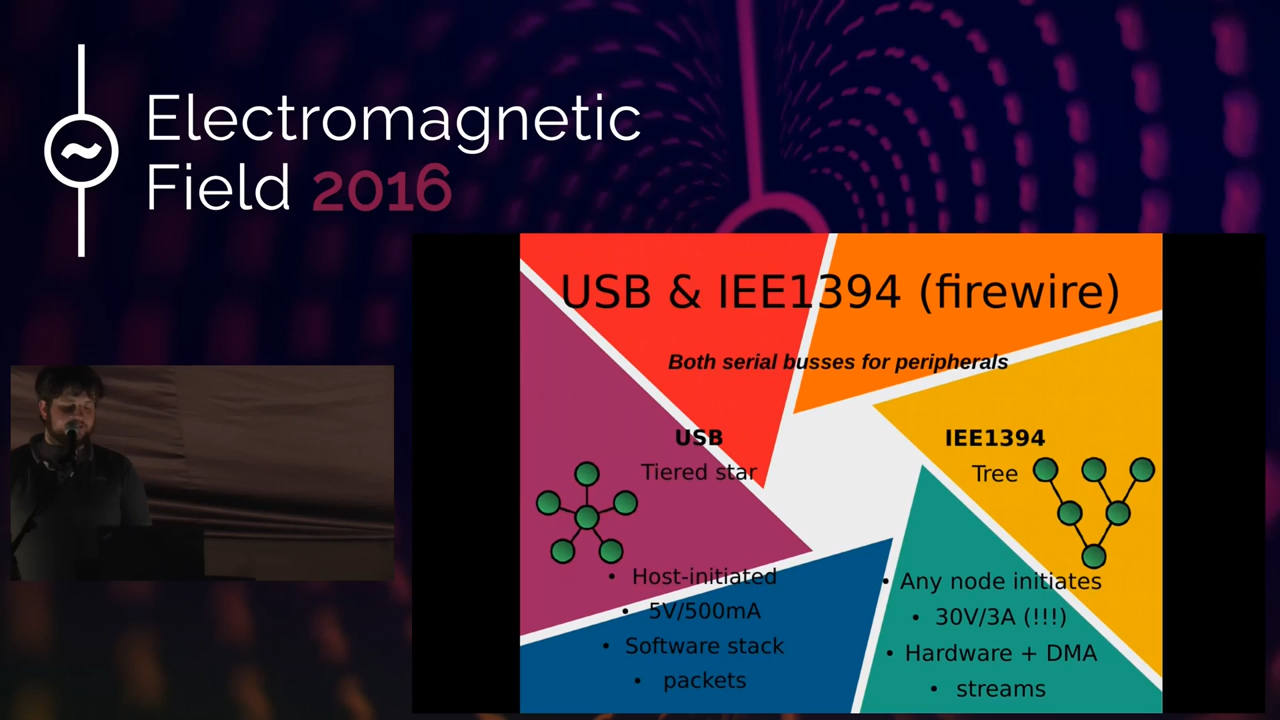 Electromagnetic
Field 2016
USB & IEE1394 (firewire)
Both serial busses for peripherals
USB
Tiered star
• Host-initiated
• 5V/500mA
• Software stack
• packets
IEE1394
Tree
• Any node initiates
• 30V/3A (!!!)
• Hardware + DMA
• streams